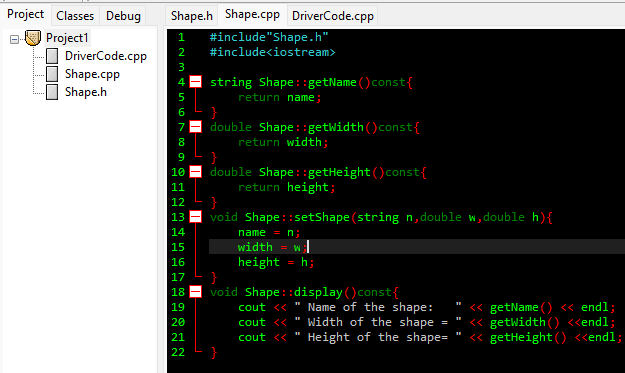 Project Classes Debug
Shape.h Shape.cpp DriverCode.cpp
Project1
DriverCode.cpp
Shape.cpp
Shape.h
1 #include"Shape.h"
2 #include<iostream>
3
4 string Shape::getName()const{
5 return name;
6 }
7 double Shape::getWidth()const{
8 return width;
9 }
10 double Shape::getHeight()const{
11 return height;
12 }
13 void Shape::setShape(string n,double w,double h){
14 name = n;
15 width = w;
16 height = h;
17 }
18 void Shape::display()const{
19 cout << " Name of the shape:   " << getName() << endl;
20 cout << " Width of the shape = " << getWidth() <<endl;
21 cout << " Height of the shape= " << getHeight() <<endl;
22 }